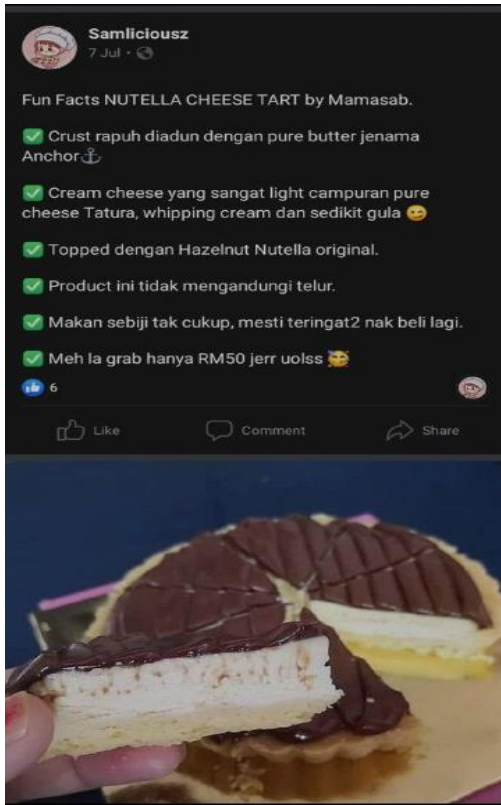 Samliciousz
7 Jul
Fun Facts NUTELLA CHEESE TART by Mamasab.
✅ Crust rapuh diadun dengan pure butter jenama
Anchor⚓
✅ Cream cheese yang sangat light campuran pure
cheese Tatura, whipping cream dan sedikit gula 😉
✅ Topped dengan Hazelnut Nutella original.
✅ Product ini tidak mengandungi telur.
✅ Makan sebiji tak cukup, mesti teringat2 nak beli lagi.
✅ Meh la grab hanya RM50 jerr uolss 🥳
6
Like Comment Share